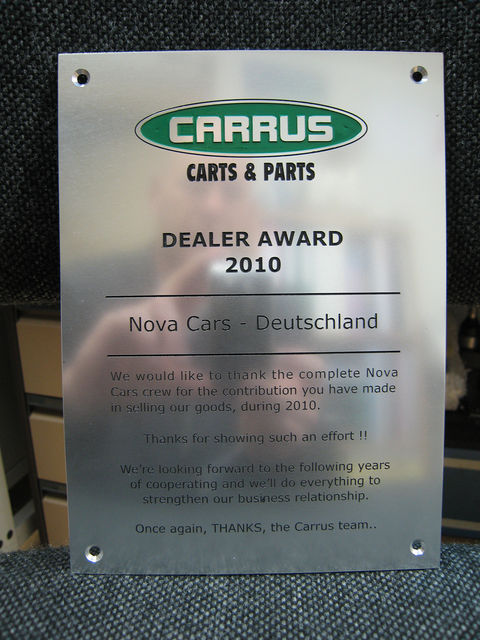 CARRUS
CARTS & PARTS
DEALER AWARD
2010
Nova Cars - Deutschland
We would like to thank the complete Nova
Cars crew for the contribution you have made
in selling our goods, during 2010.
Thanks for showing such an effort !!
We're looking forward to the following years
of cooperating and we'll do everything to
strengthen our business relationship.
Once again, THANKS, the Carrus team..